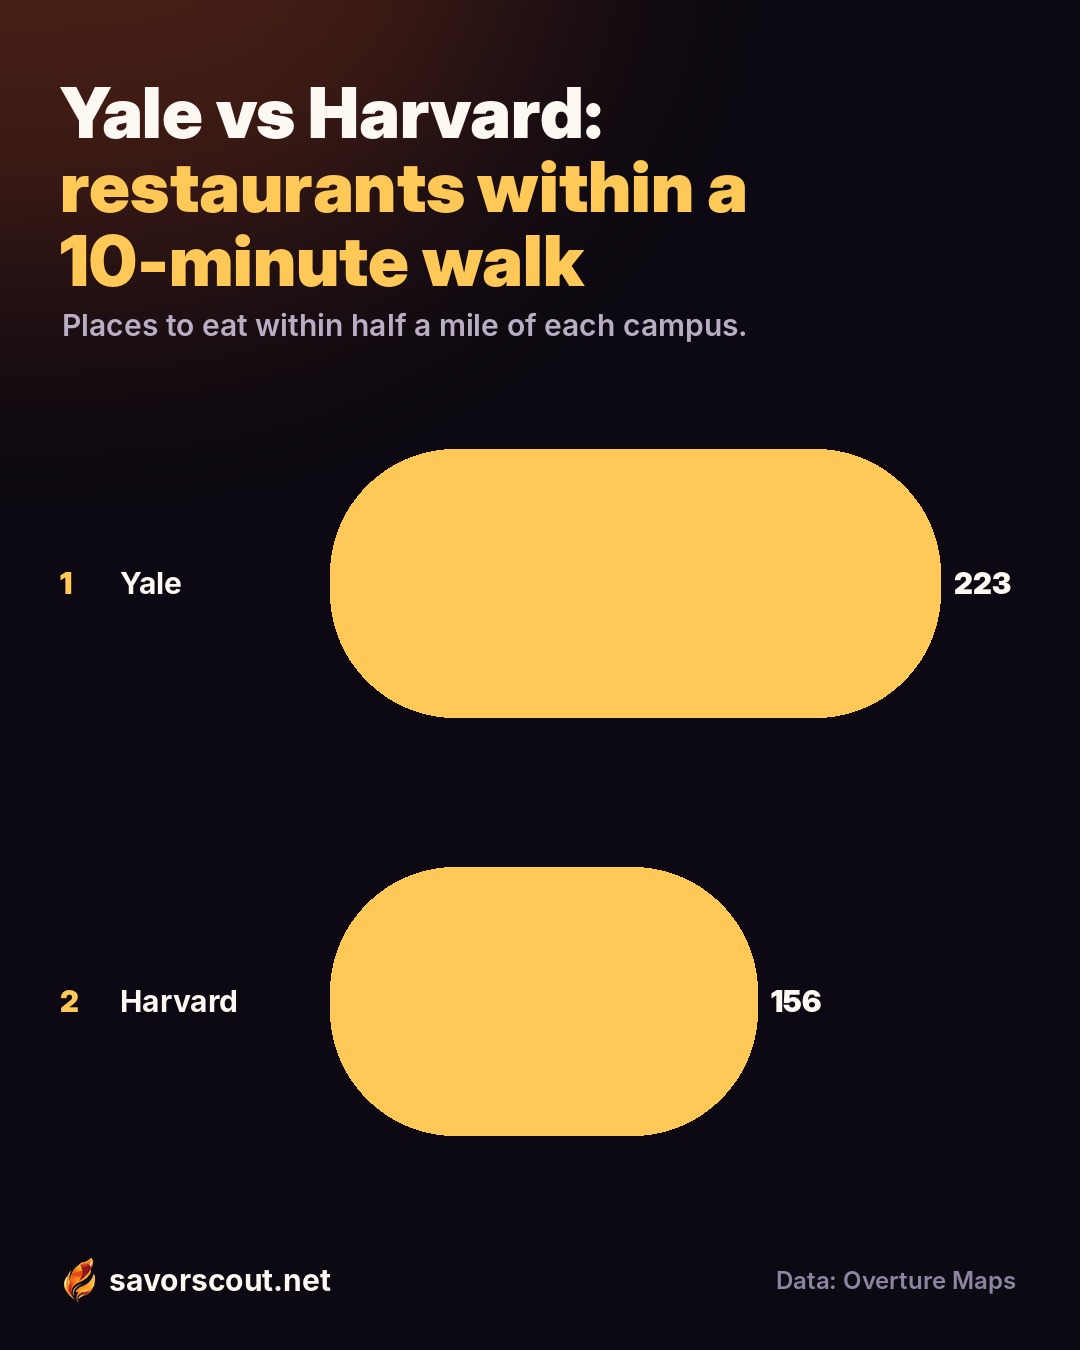 Yale vs Harvard:
restaurants within a
10-minute walk
Places to eat within half a mile of each campus.
1 Yale 223
2 Harvard 156
savorscout.net
Data: Overture Maps